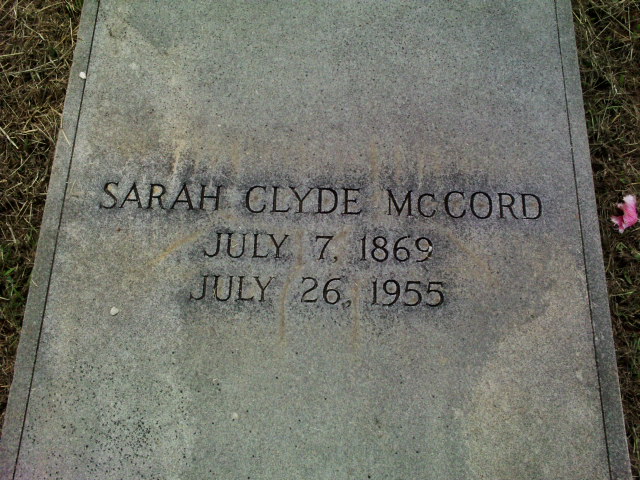 SARAH CLYDE McCORD
JULY 7, 1869
JULY 26, 1955